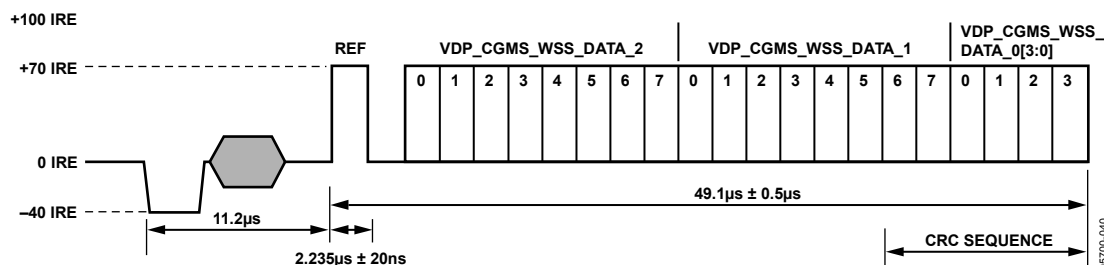 +100 IRE
REF
VDP_CGMS_WSS_DATA_2
VDP_CGMS_WSS_DATA_1
VDP_CGMS_WSS_
DATA_0[3:0]
+70 IRE
0 1 2 3 4 5 6 7 0 1 2 3 4 5 6 7 0 1 2 3
0 IRE
49.1µs ± 0.5µs
–40 IRE
11.2µs
CRC SEQUENCE
2.235µs ± 20ns